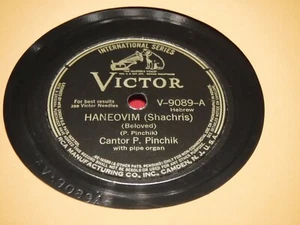 INTERNATIONAL SERIES
VICTOR
For best results
use Victor Needles
V-9089-A
Hebrew
HANEOVIM (Shachris)
(Beloved)
(P. Pinchik)
Cantor P. Pinchik
with pipe organ
RCA MANUFACTURING CO., INC., CAMDEN, N.J., U.S.A.